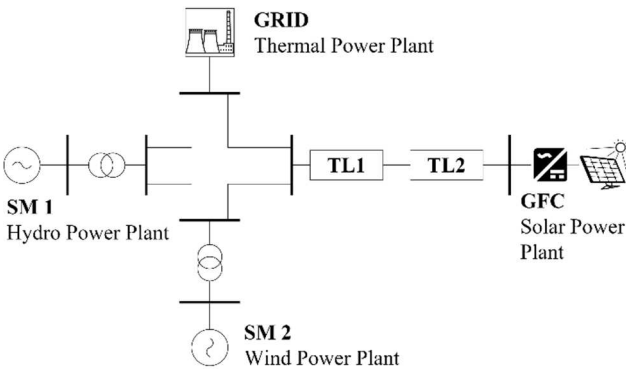 GRID
Thermal Power Plant
TL1
TL2
SM 1
Hydro Power Plant
GFC
Solar Power
Plant
SM 2
Wind Power Plant